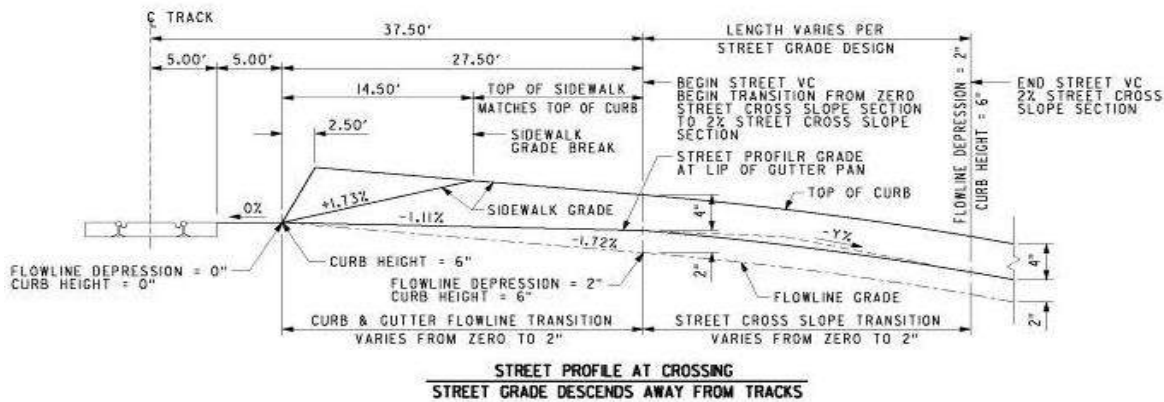 ℄ TRACK
37.50'
LENGTH VARIES PER
STREET GRADE DESIGN
5.00'
5.00'
27.50'
14.50'
TOP OF SIDEWALK
MATCHES TOP OF CURB
BEGIN STREET VC
BEGIN TRANSITION FROM ZERO
STREET CROSS SLOPE SECTION
TO 2% STREET CROSS SLOPE
SECTION
FLOWLINE DEPRESSION = 2"
CURB HEIGHT = 6"
END STREET VC
2% STREET CROSS
SLOPE SECTION
2.50'
SIDEWALK
GRADE BREAK
STREET PROFILR GRADE
AT LIP OF GUTTER PAN
TOP OF CURB
0%
+1.73%
SIDEWALK GRADE
-1.11%
4"
-Y%
-1.72%
FLOWLINE DEPRESSION = 0"
CURB HEIGHT = 0"
CURB HEIGHT = 6"
FLOWLINE DEPRESSION = 2"
CURB HEIGHT = 6"
2"
FLOWLINE GRADE
4"
2"
CURB & GUTTER FLOWLINE TRANSITION
VARIES FROM ZERO TO 2"
STREET CROSS SLOPE TRANSITION
VARIES FROM ZERO TO 2"
STREET PROFILE AT CROSSING
STREET GRADE DESCENDS AWAY FROM TRACKS